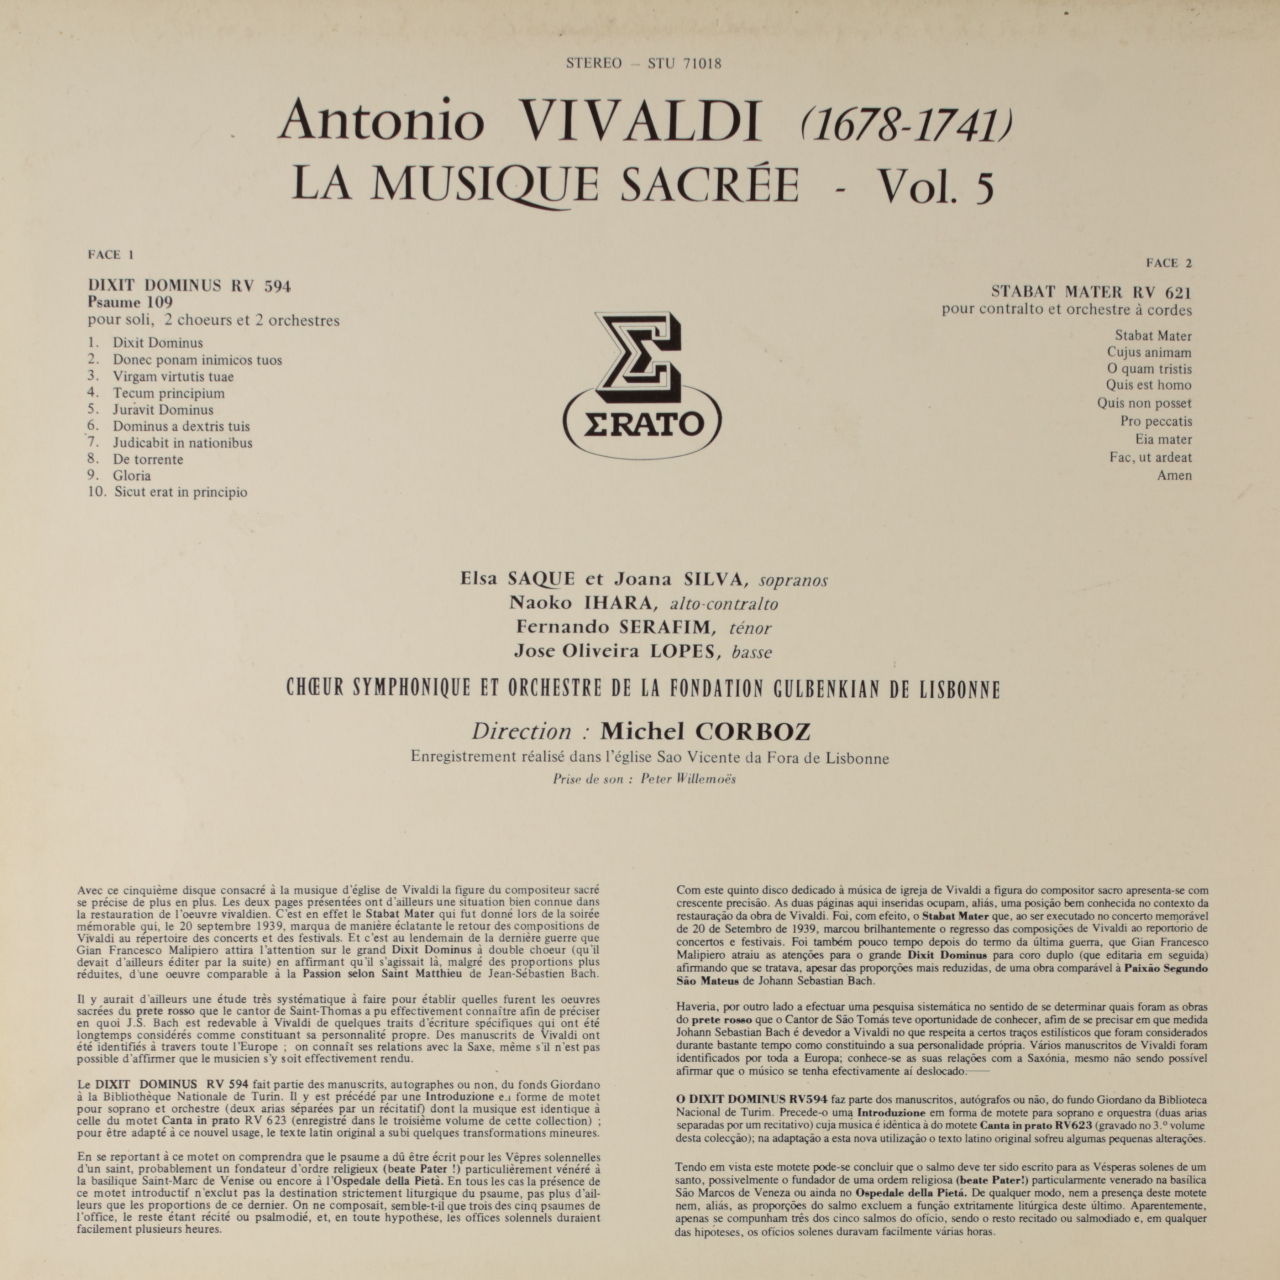 STEREO – STU 71018
Antonio VIVALDI (1678-1741)
LA MUSIQUE SACRÉE - Vol. 5
FACE 1
DIXIT DOMINUS RV 594
Psaume 109
pour soli, 2 choeurs et 2 orchestres
1. Dixit Dominus
2. Donec ponam inimicos tuos
3. Virgam virtutis tuae
4. Tecum principium
5. Juravit Dominus
6. Dominus a dextris tuis
7. Judicabit in nationibus
8. De torrente
9. Gloria
10. Sicut erat in principio
ΣRATO
FACE 2
STABAT MATER RV 621
pour contralto et orchestre à cordes
Stabat Mater
Cujus animam
O quam tristis
Quis est homo
Quis non posset
Pro peccatis
Eia mater
Fac, ut ardeat
Amen
Elsa SAQUE et Joana SILVA, sopranos
Naoko IHARA, alto-contralto
Fernando SERAFIM, ténor
Jose Oliveira LOPES, basse
CHŒUR SYMPHONIQUE ET ORCHESTRE DE LA FONDATION GULBENKIAN DE LISBONNE
Direction : Michel CORBOZ
Enregistrement réalisé dans l'église Sao Vicente da Fora de Lisbonne
Prise de son : Peter Willemoës
Avec ce cinquième disque consacré à la musique d'église de Vivaldi la figure du compositeur sacré
se précise de plus en plus. Les deux pages présentées ont d'ailleurs une situation bien connue dans
la restauration de l'oeuvre vivaldien. C'est en effet le Stabat Mater qui fut donné lors de la soirée
mémorable qui, le 20 septembre 1939, marqua de manière éclatante le retour des compositions de
Vivaldi au répertoire des concerts et des festivals. Et c'est au lendemain de la dernière guerre que
Gian Francesco Malipiero attira l'attention sur le grand Dixit Dominus à double choeur (qu'il
devait d'ailleurs éditer par la suite) en affirmant qu'il s'agissait là, malgré des proportions plus
réduites, d'une oeuvre comparable à la Passion selon Saint Matthieu de Jean-Sébastien Bach.
Il y aurait d'ailleurs une étude très systématique à faire pour établir quelles furent les oeuvres
sacrées du prete rosso que le cantor de Saint-Thomas a pu effectivement connaître afin de préciser
en quoi J.S. Bach est redevable à Vivaldi de quelques traits d'écriture spécifiques qui ont été
longtemps considérés comme constituant sa personnalité propre. Des manuscrits de Vivaldi ont
été identifiés à travers toute l'Europe ; on connaît ses relations avec la Saxe, même s'il n'est pas
possible d'affirmer que le musicien s'y soit effectivement rendu.
Le DIXIT DOMINUS RV 594 fait partie des manuscrits, autographes ou non, du fonds Giordano
à la Bibliothèque Nationale de Turin. Il y est précédé par une Introduzione en forme de motet
pour soprano et orchestre (deux arias séparées par un récitatif) dont la musique est identique à
celle du motet Canta in prato RV 623 (enregistré dans le troisième volume de cette collection) ;
pour être adapté à ce nouvel usage, le texte latin original a subi quelques transformations mineures.
En se reportant à ce motet on comprendra que le psaume a dû être écrit pour les Vêpres solennelles
d'un saint, probablement un fondateur d'ordre religieux (beate Pater !) particulièrement vénéré à
la basilique Saint-Marc de Venise ou encore à l'Ospedale della Pietà. En tous les cas la présence de
ce motet introductif n'exclut pas la destination strictement liturgique du psaume, pas plus d'ail-
leurs que les proportions de ce dernier. On ne composait, semble-t-il que trois des cinq psaumes de
l'office, le reste étant récité ou psalmodié, et, en toute hypothèse, les offices solennels duraient
facilement plusieurs heures.
Com este quinto disco dedicado à música de igreja de Vivaldi a figura do compositor sacro apresenta-se com
crescente precisão. As duas páginas aqui inseridas ocupam, aliás, uma posição bem conhecida no contexto da
restauração da obra de Vivaldi. Foi, com efeito, o Stabat Mater que, ao ser executado no concerto memorável
de 20 de Setembro de 1939, marcou brilhantemente o regresso das composições de Vivaldi ao reportorio de
concertos e festivais. Foi também pouco tempo depois do termo da última guerra, que Gian Francesco
Malipiero atraiu as atenções para o grande Dixit Dominus para coro duplo (que editaria em seguida)
afirmando que se tratava, apesar das proporções mais reduzidas, de uma obra comparável à Paixão Segundo
São Mateus de Johann Sebastian Bach.
Haveria, por outro lado a efectuar uma pesquisa sistemática no sentido de se determinar quais foram as obras
do prete rosso que o Cantor de São Tomás teve oportunidade de conhecer, afim de se precisar em que medida
Johann Sebastian Bach é devedor a Vivaldi no que respeita a certos traços estilísticos que foram considerados
durante bastante tempo como constituindo a sua personalidade própria. Vários manuscritos de Vivaldi foram
identificados por toda a Europa; conhece-se as suas relações com a Saxónia, mesmo não sendo possível
afirmar que o músico se tenha efectivamente aí deslocado.
O DIXIT DOMINUS RV594 faz parte dos manuscritos, autógrafos ou não, do fundo Giordano da Biblioteca
Nacional de Turim. Precede-o uma Introduzione em forma de motete para soprano e orquestra (duas arias
separadas por um recitativo) cuja musica é idêntica à do motete Canta in prato RV623 (gravado no 3.º volume
desta colecção); na adaptação a esta nova utilização o texto latino original sofreu algumas pequenas alterações.
Tendo em vista este motete pode-se concluir que o salmo deve ter sido escrito para as Vésperas solenes de um
santo, possivelmente o fundador de uma ordem religiosa (beate Pater!) particularmente venerado na basílica
São Marcos de Veneza ou ainda no Ospedale della Pietá. De qualquer modo, nem a presença deste motete
nem, aliás, as proporções do salmo excluem a função extritamente litúrgica deste último. Aparentemente,
apenas se compunham três dos cinco salmos do ofício, sendo o resto recitado ou salmodiado e, em qualquer
das hipóteses, os ofícios solenes duravam facilmente várias horas.